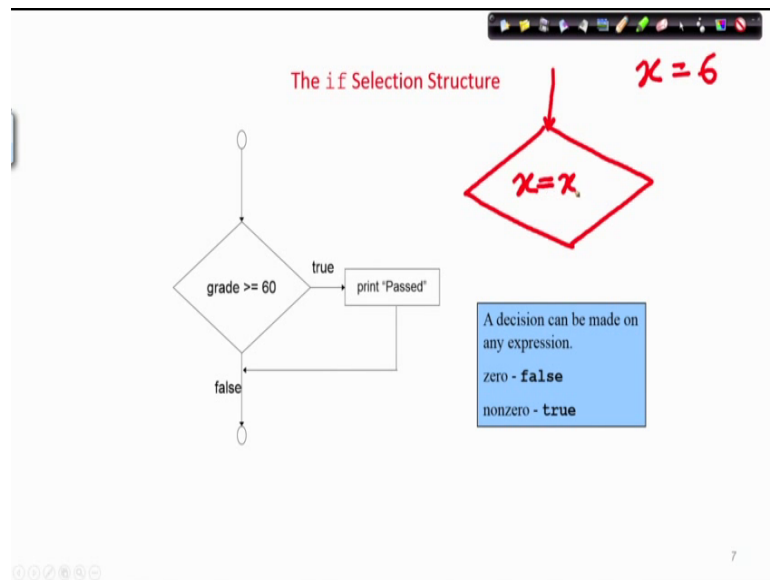 The if Selection Structure
x = 6
x = x
grade >= 60
true
print "Passed"
false
A decision can be made on
any expression.
zero - false
nonzero - true
7